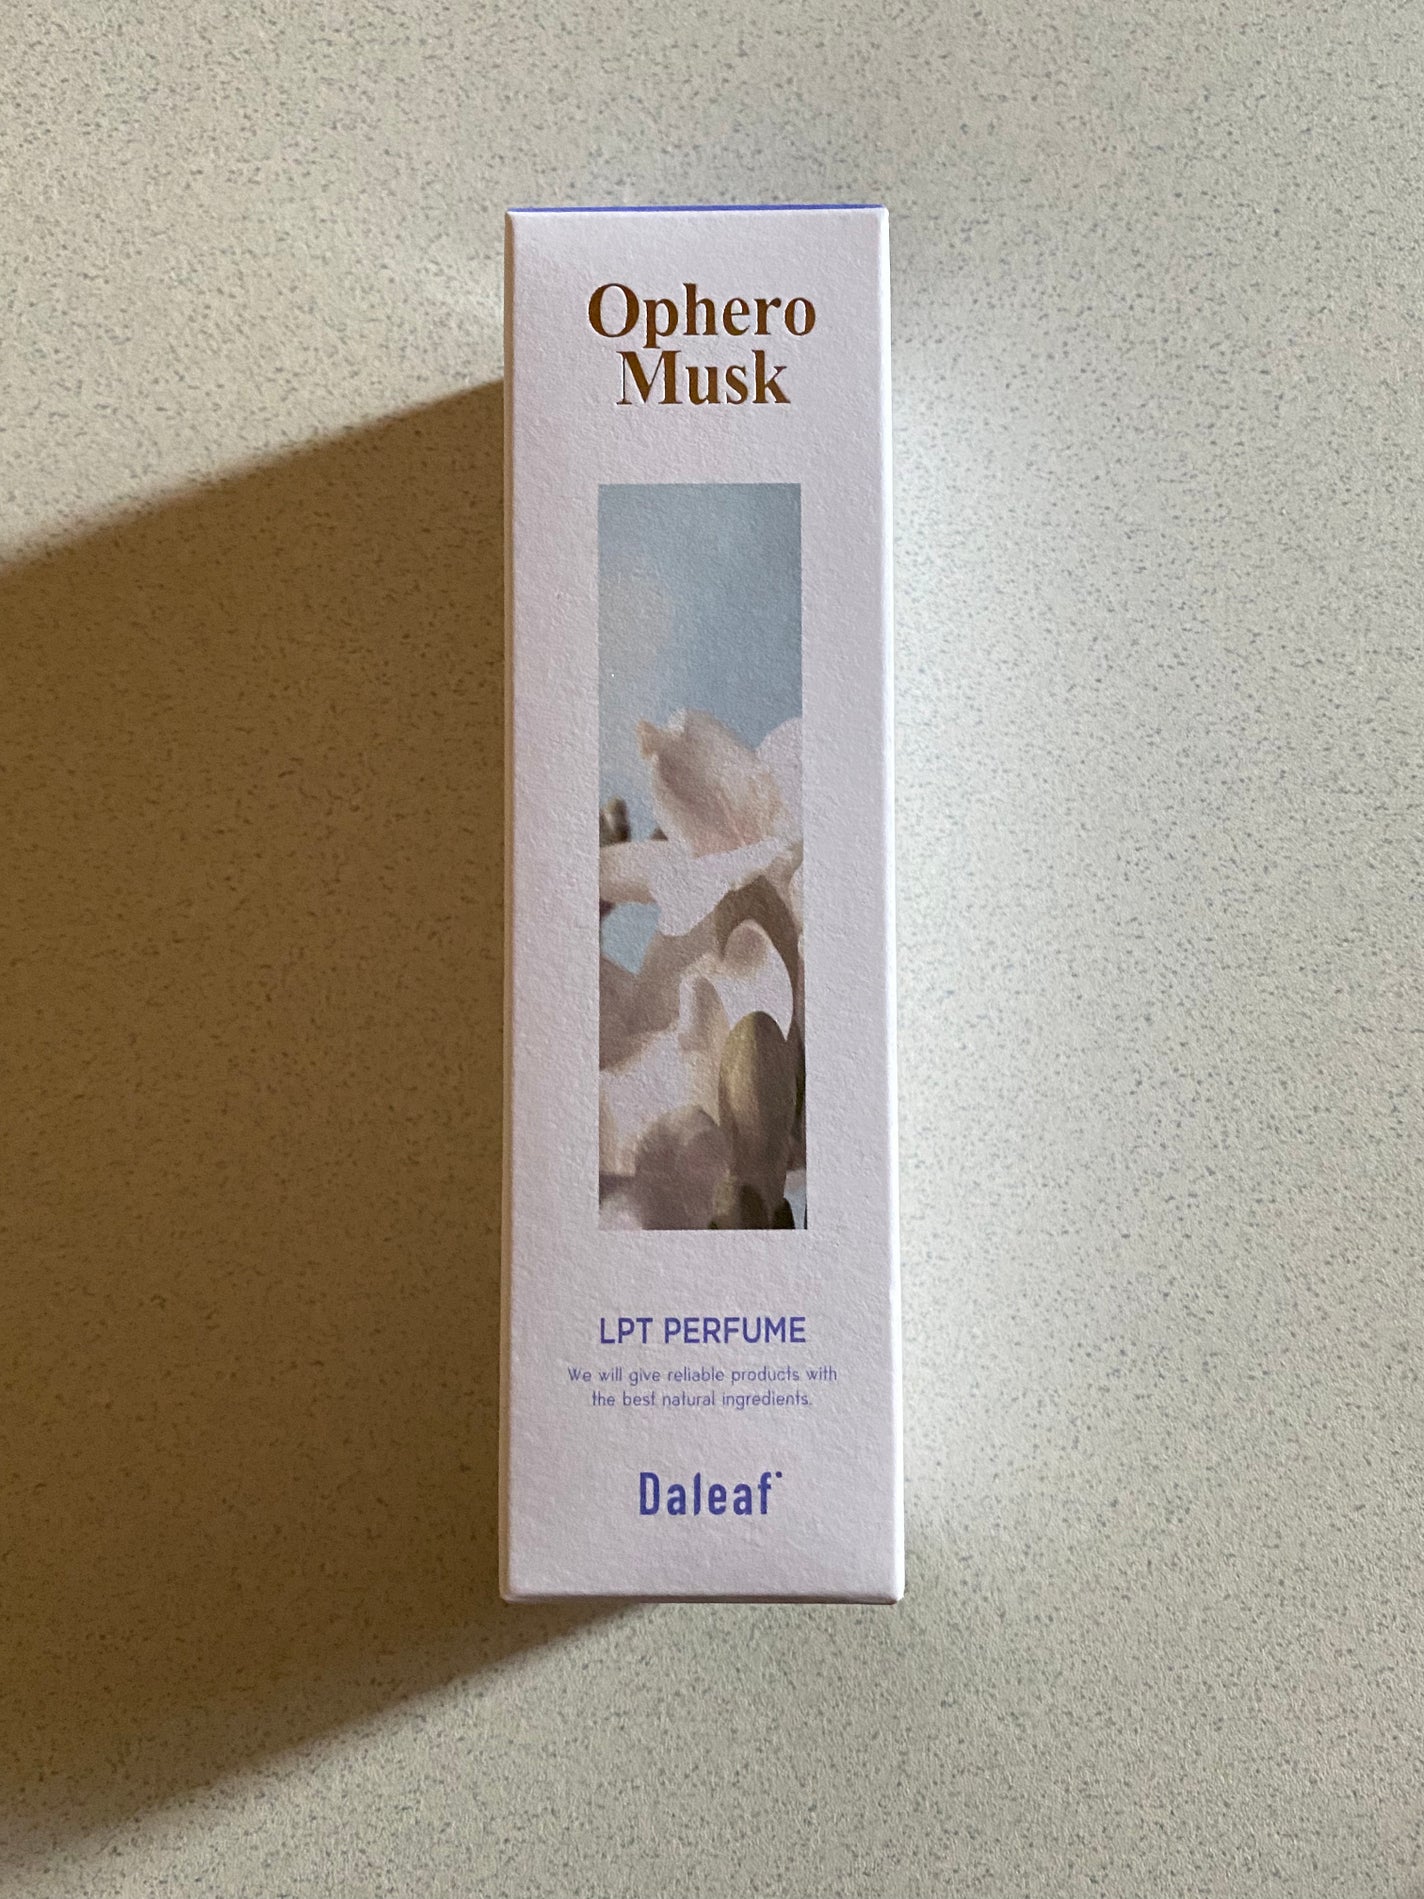 Ophero
Musk
LPT PERFUME
We will give reliable products with
the best natural ingredients.
Daleaf